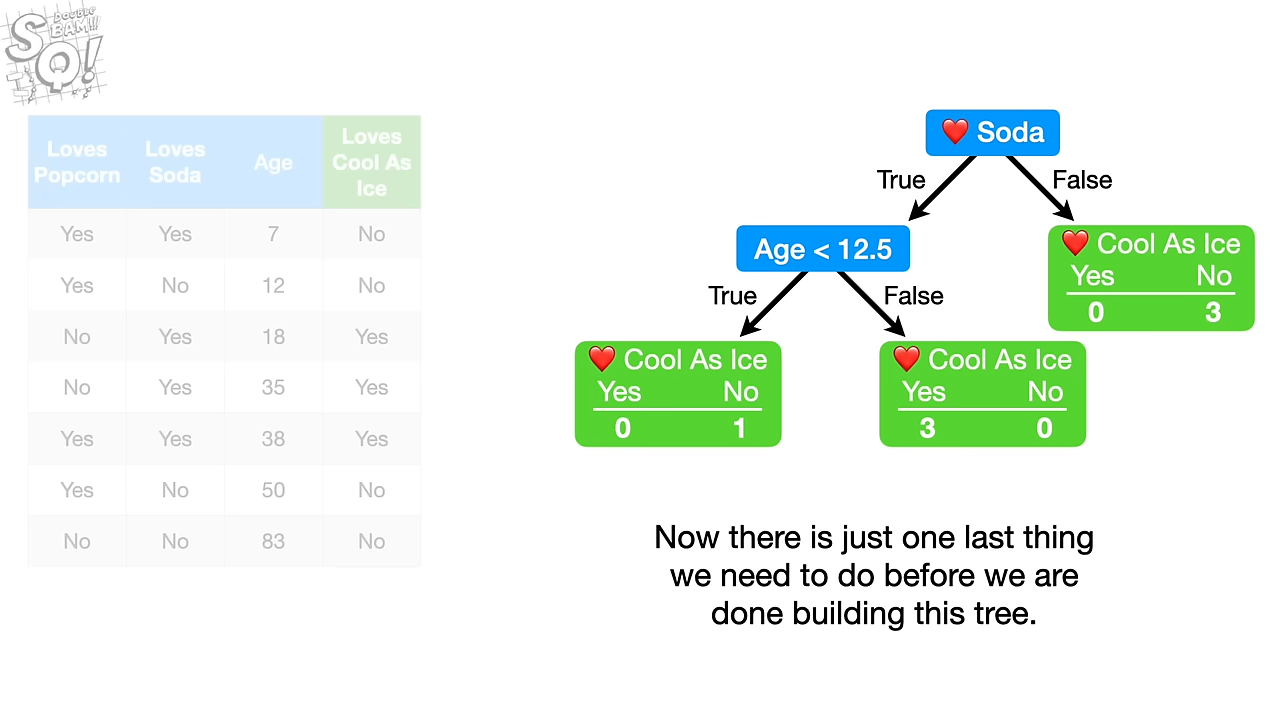 DOUBLE
BAM!!!
SQ!
Loves Popcorn Loves Soda Age Loves Cool As Ice
Yes Yes 7 No
Yes No 12 No
No Yes 18 Yes
No Yes 35 Yes
Yes Yes 38 Yes
Yes No 50 No
No No 83 No
❤️ Soda
True False
Age < 12.5
❤️ Cool As Ice
Yes No
0 3
True False
❤️ Cool As Ice
Yes No
0 1
❤️ Cool As Ice
Yes No
3 0
Now there is just one last thing
we need to do before we are
done building this tree.